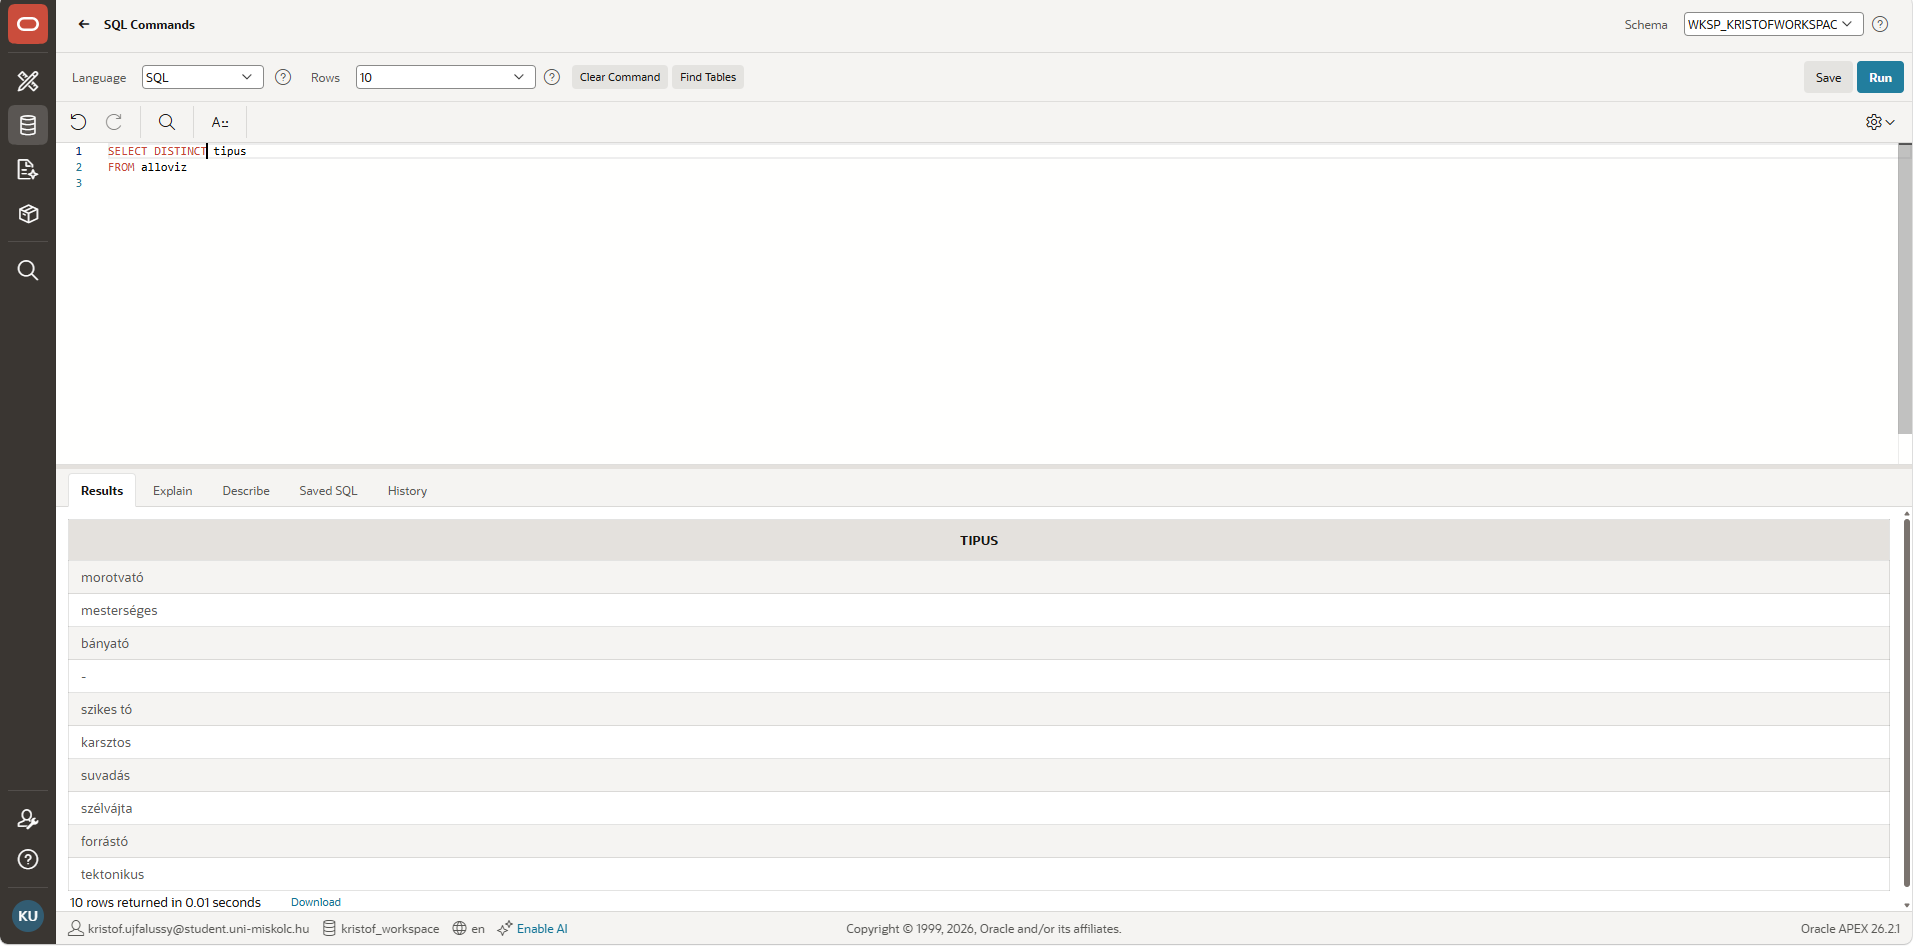 SQL Commands
Schema WKSP_KRISTOFWORKSPAC
Language SQL Rows 10 Clear Command Find Tables Save Run
A::
1 SELECT DISTINCT tipus
2 FROM alloviz
3
Results Explain Describe Saved SQL History
TIPUS
morotvató
mesterséges
bányató
-
szikes tó
karsztos
suvadás
szélvájta
forrástó
tektonikus
10 rows returned in 0.01 seconds Download
KU kristof.ujfalussy@student.uni-miskolc.hu kristof_workspace en Enable AI Copyright © 1999, 2026, Oracle and/or its affiliates. Oracle APEX 26.2.1